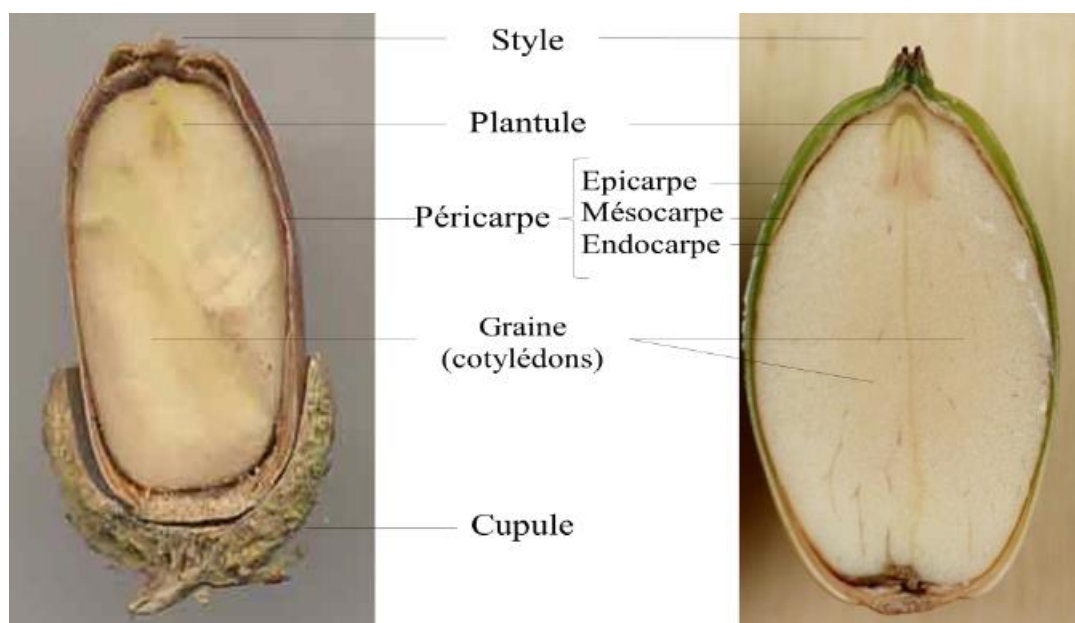 Style
Plantule
Péricarpe
Epicarpe
Mésocarpe
Endocarpe
Graine
(cotylédons)
Cupule